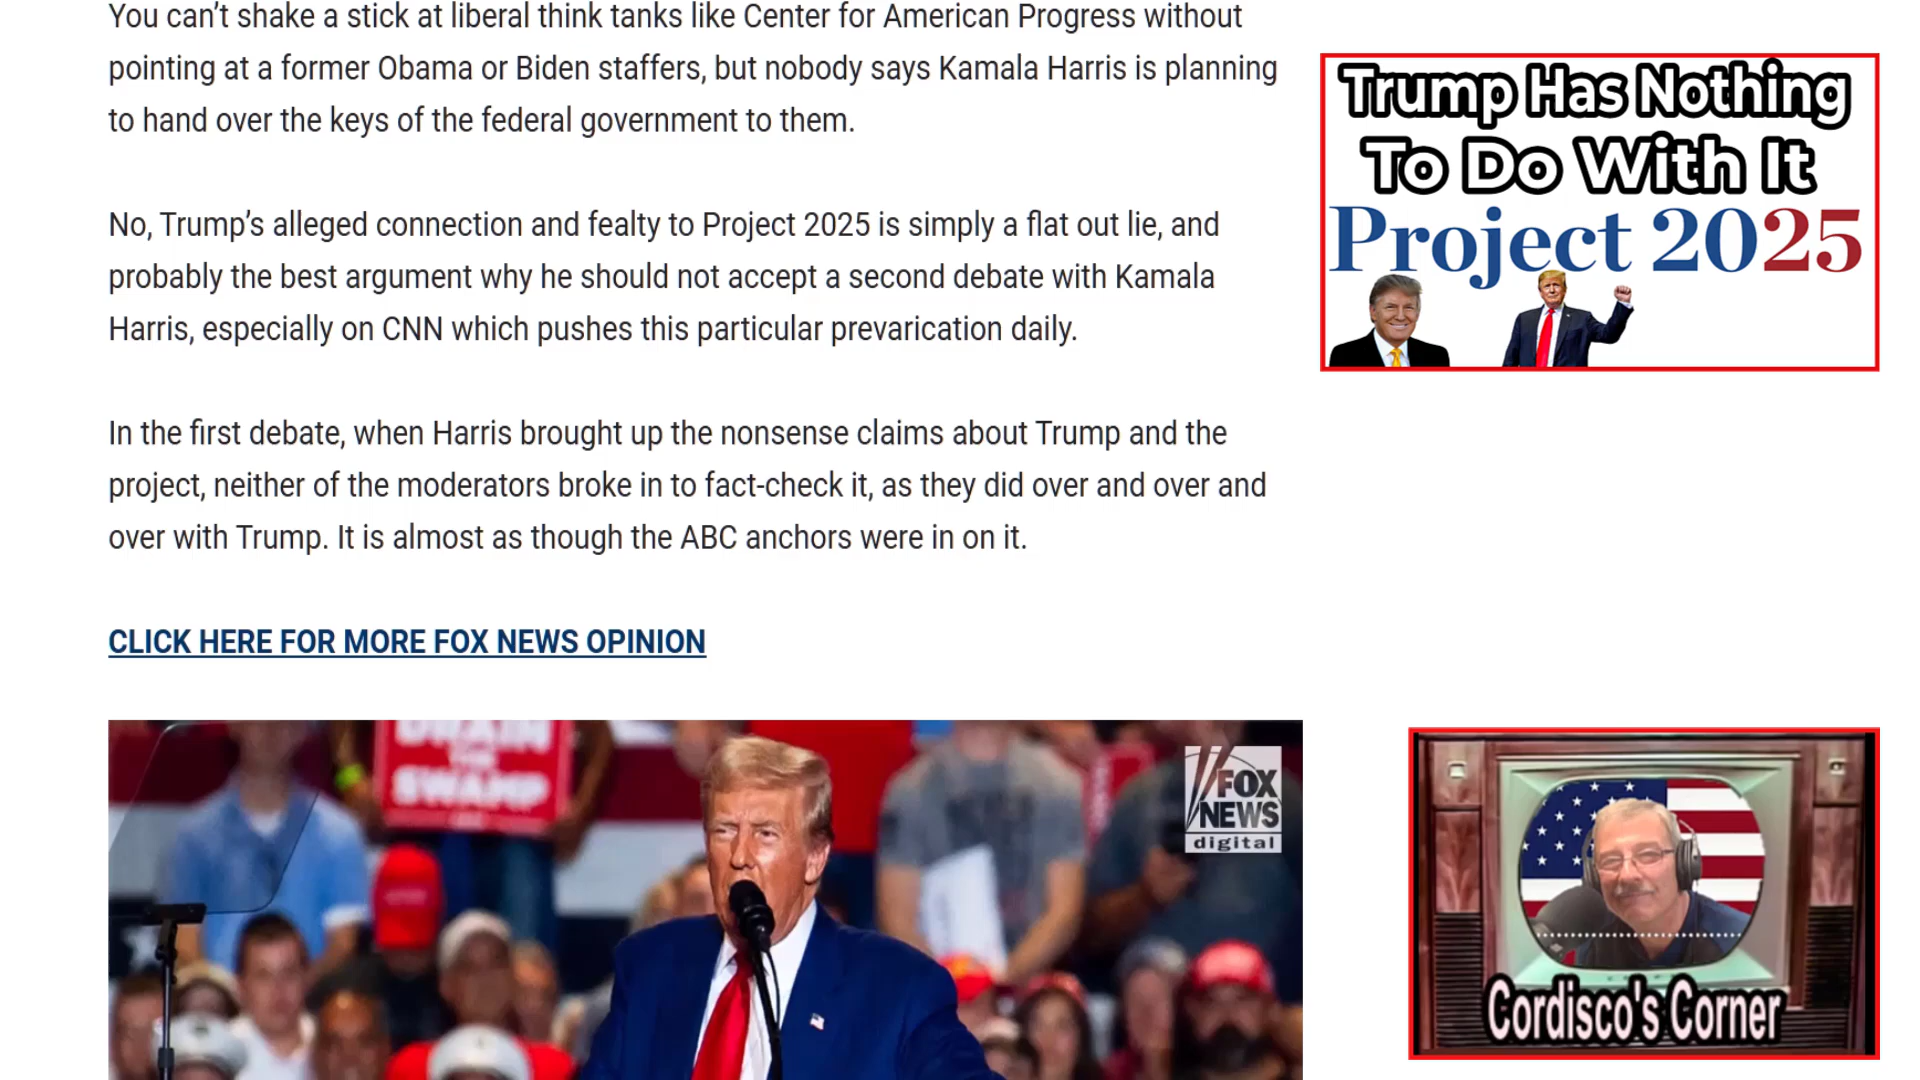 You can’t shake a stick at liberal think tanks like Center for American Progress without
pointing at a former Obama or Biden staffers, but nobody says Kamala Harris is planning
to hand over the keys of the federal government to them.
No, Trump’s alleged connection and fealty to Project 2025 is simply a flat out lie, and
probably the best argument why he should not accept a second debate with Kamala
Harris, especially on CNN which pushes this particular prevarication daily.
In the first debate, when Harris brought up the nonsense claims about Trump and the
project, neither of the moderators broke in to fact-check it, as they did over and over and
over with Trump. It is almost as though the ABC anchors were in on it.
CLICK HERE FOR MORE FOX NEWS OPINION
Trump Has Nothing
To Do With It
Project 2025
DRAIN
THE
SWAMP
FOX
NEWS
digital
Cordisco's Corner